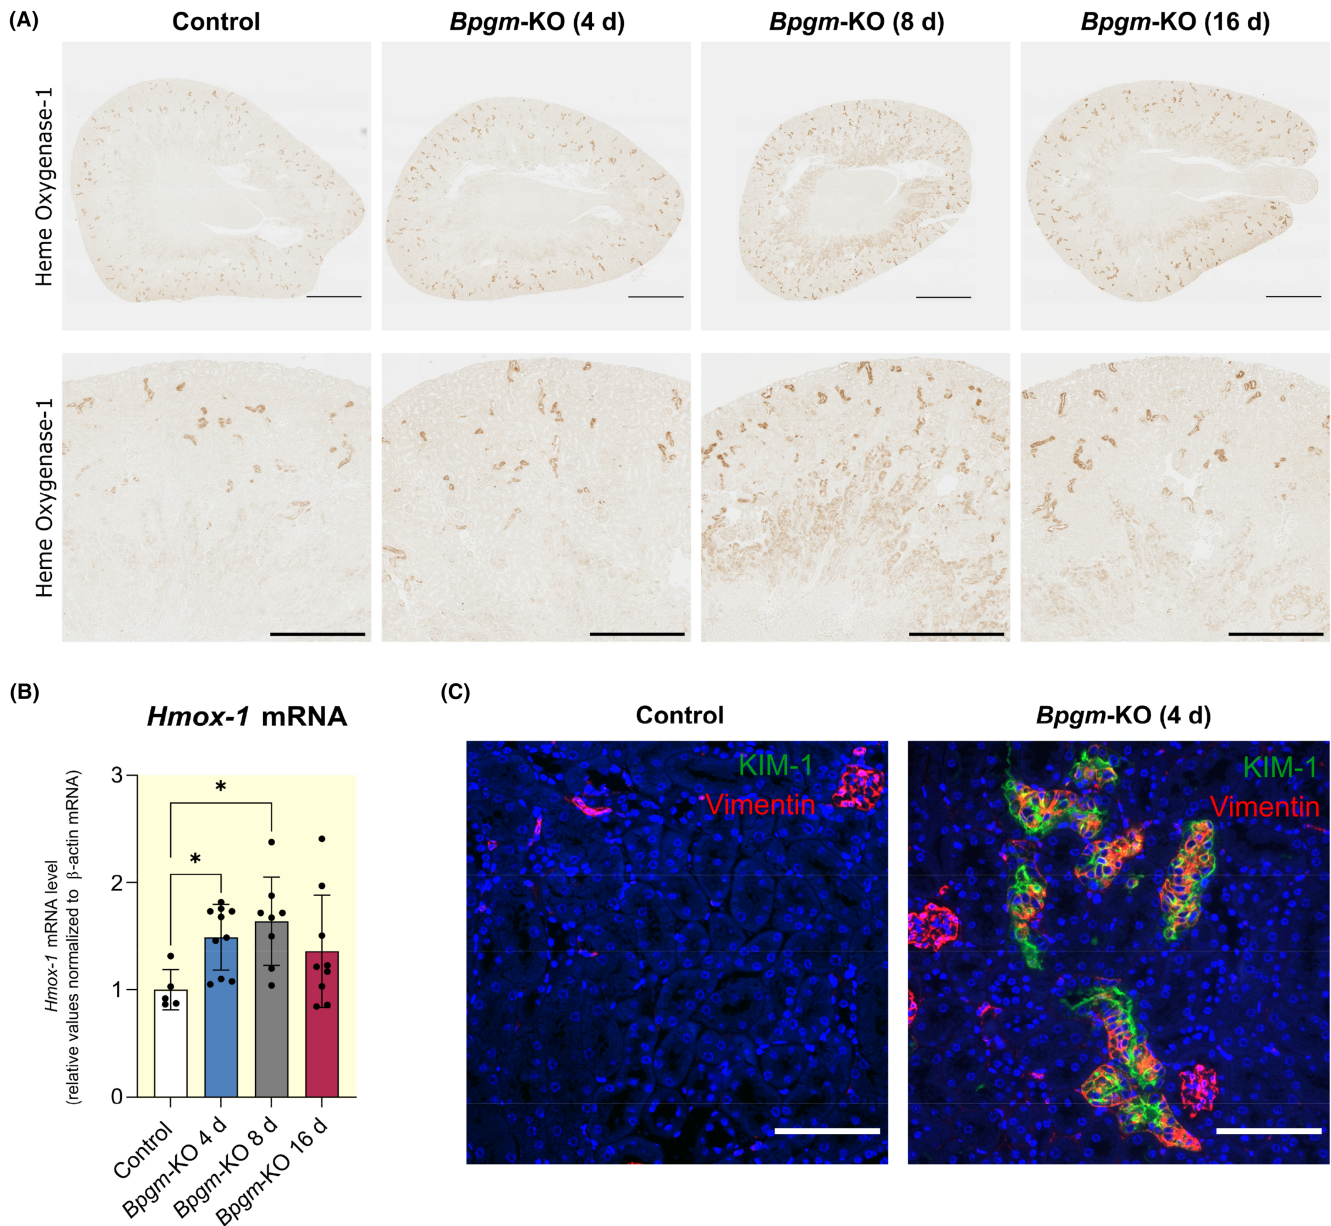 (A)
Control
Bpgm-KO (4 d)
Bpgm-KO (8 d)
Bpgm-KO (16 d)
Heme Oxygenase-1
Heme Oxygenase-1
(B)
Hmox-1 mRNA
Hmox-1 mRNA level
(relative values normalized to β-actin mRNA)
3
2
1
0
*
*
Control
Bpgm-KO 4 d
Bpgm-KO 8 d
Bpgm-KO 16 d
(C)
Control
Bpgm-KO (4 d)
KIM-1
Vimentin
KIM-1
Vimentin